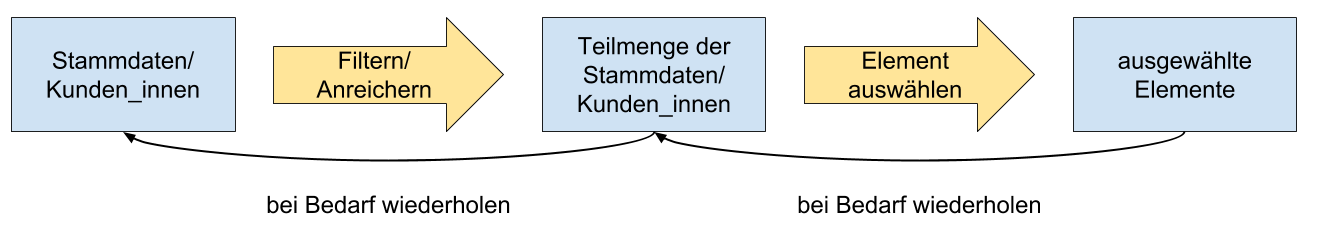 Stammdaten/
Kunden_innen
Filtern/
Anreichern
Teilmenge der
Stammdaten/
Kunden_innen
Element
auswählen
ausgewählte
Elemente
bei Bedarf wiederholen
bei Bedarf wiederholen